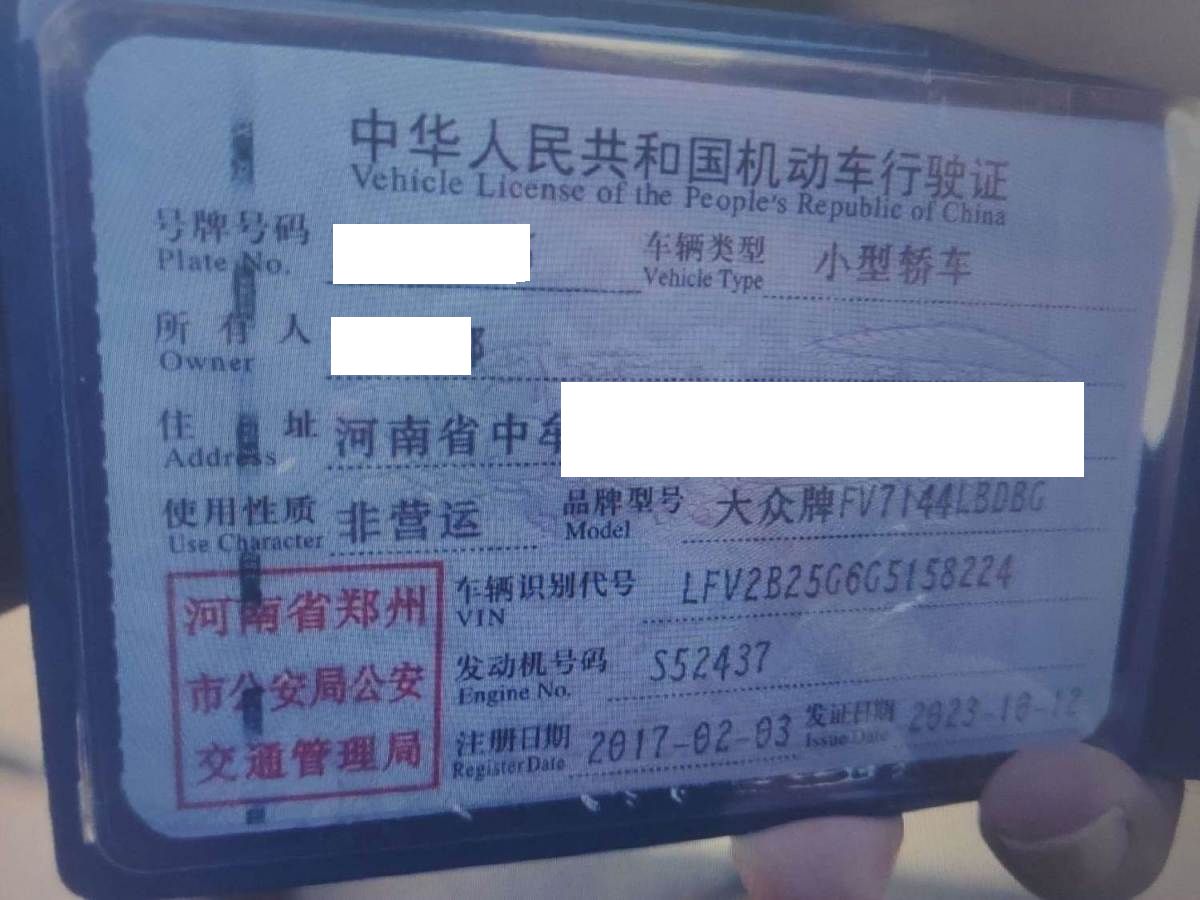 中华人民共和国机动车行驶证
Vehicle License of the People's Republic of China
号牌号码 车辆类型 小型轿车
Plate No. Vehicle Type
所有人
Owner
住址 河南省中牟
Address
使用性质 非营运 品牌型号 大众牌FV7144LBDBG
Use Character Model
车辆识别代号 LFV2B25G6G5158224
VIN
发动机号码 S52437
Engine No.
注册日期 2017-02-03 发证日期 2023-10-12
Register Date Issue Date
河南省郑州
市公安局公安
交通管理局